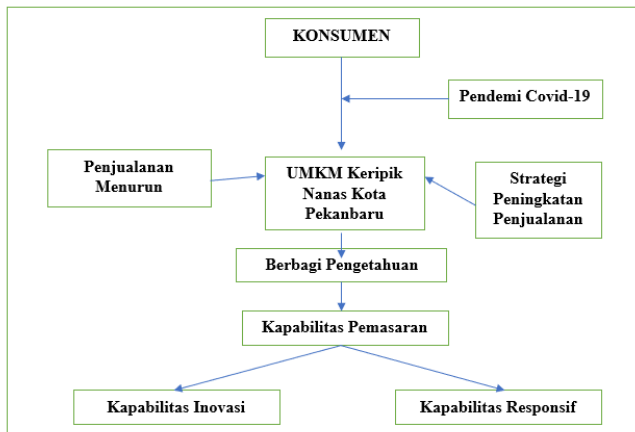 KONSUMEN
Pendemi Covid-19
Penjualanan
Menurun
UMKM Keripik
Nanas Kota
Pekanbaru
Strategi
Peningkatan
Penjualanan
Berbagi Pengetahuan
Kapabilitas Pemasaran
Kapabilitas Inovasi
Kapabilitas Responsif